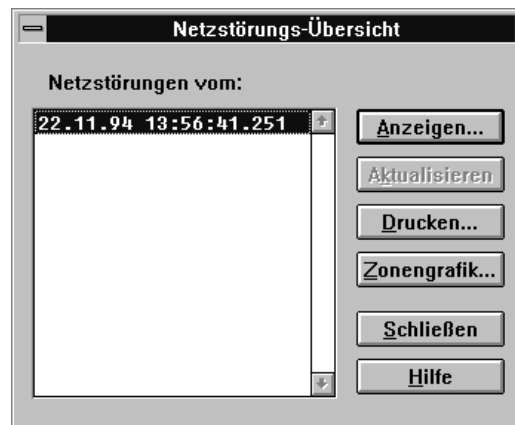 Netzstörungs-Übersicht
Netzstörungen vom:
22.11.94 13:56:41.251
Anzeigen...
Aktualisieren
Drucken...
Zonengrafik...
Schließen
Hilfe